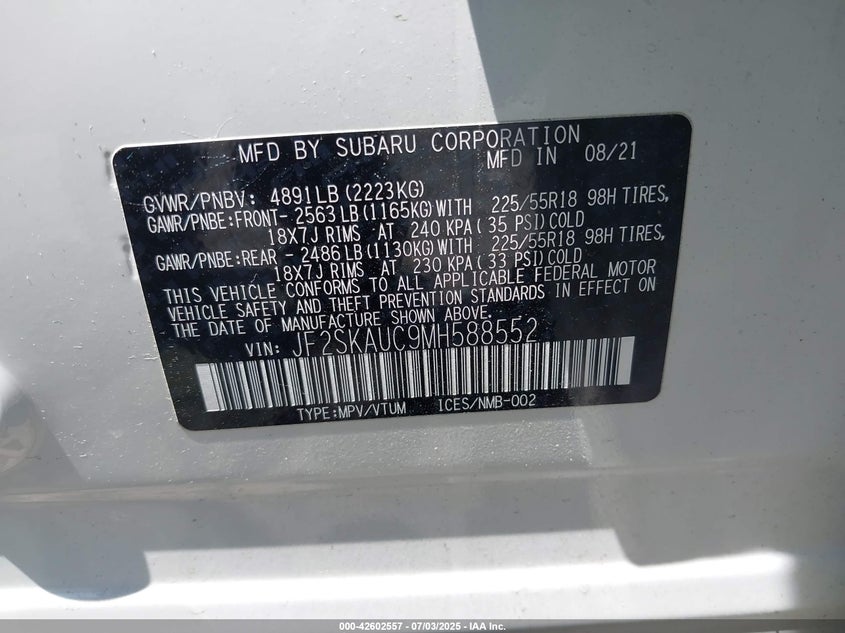 MFD BY SUBARU CORPORATION
MFD IN 08/21
GVWR/PNBV: 4891LB(2223KG)
GAWR/PNBE:FRONT- 2563LB(1165KG)WITH 225/55R18 98H TIRES,
18X7J RIMS AT 240 KPA(35 PSI)COLD
GAWR/PNBE:REAR - 2486LB(1130KG)WITH 225/55R18 98H TIRES,
18X7J RIMS AT 230 KPA(33 PSI)COLD
THIS VEHICLE CONFORMS TO ALL APPLICABLE FEDERAL MOTOR
VEHICLE SAFETY AND THEFT PREVENTION STANDARDS IN EFFECT ON
THE DATE OF MANUFACTURE SHOWN ABOVE.
VIN: JF2SKAUC9MH588552
TYPE:MPV/VTUM ICES/NMB-002
000-42602557 - 07/03/2025 - IAA Inc.